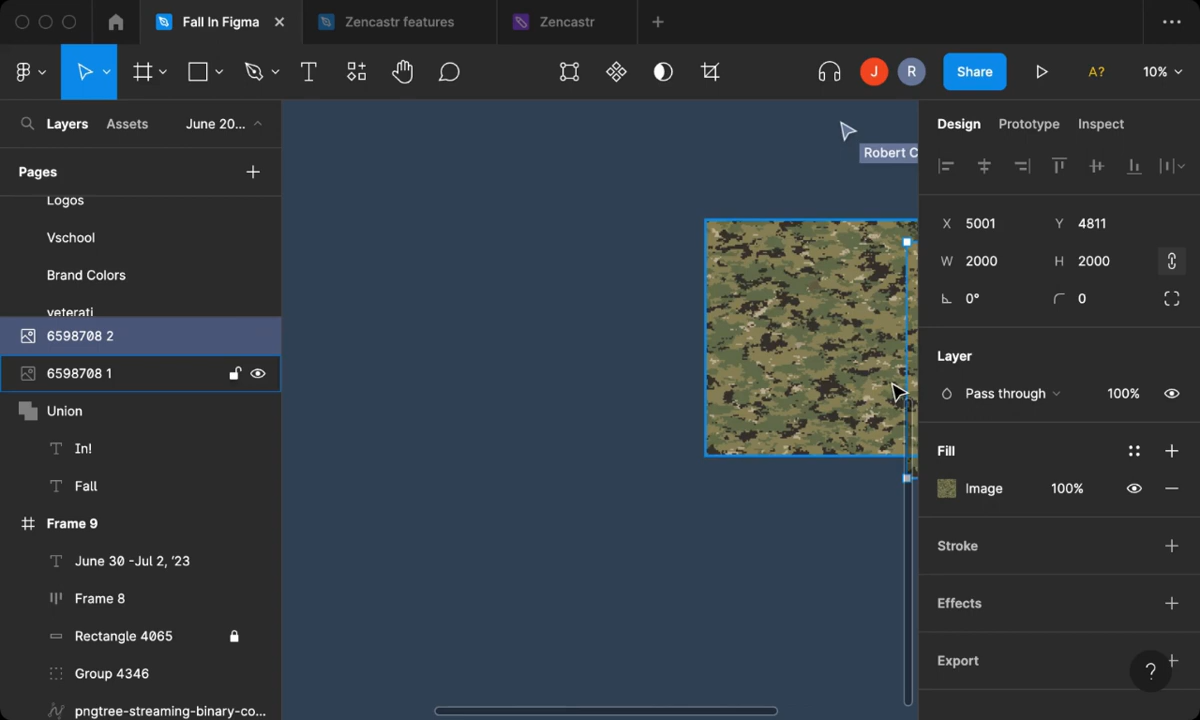 Fall In Figma
Zencastr features
Zencastr
Share
A?
10%
J
R
Layers
Assets
June 20...
Pages
Logos
Vschool
Brand Colors
veterati
6598708 2
6598708 1
Union
In!
Fall
Frame 9
June 30 -Jul 2, ’23
Frame 8
Rectangle 4065
Group 4346
pngtree-streaming-binary-co...
Robert C
Design
Prototype
Inspect
X 5001
Y 4811
W 2000
H 2000
0°
0
Layer
Pass through
100%
Fill
Image
100%
Stroke
Effects
Export
?